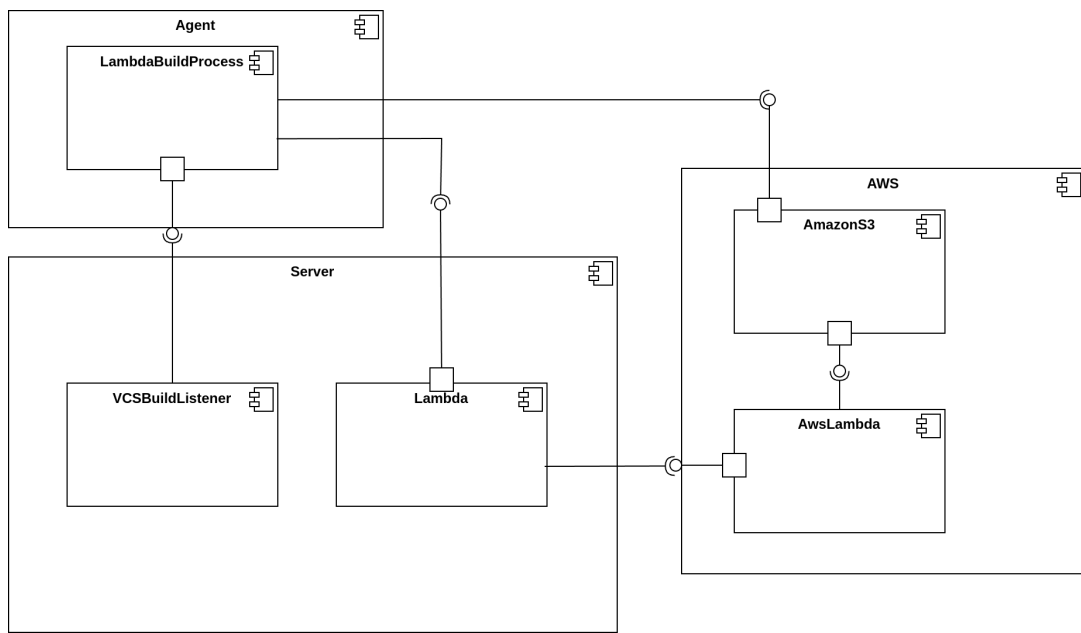 Agent
LambdaBuildProcess
AWS
AmazonS3
Server
VCSBuildListener
Lambda
AwsLambda